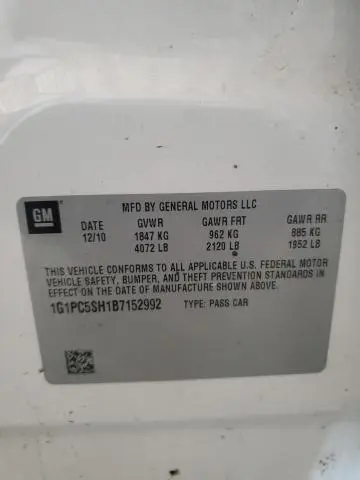 GM
MFD BY GENERAL MOTORS LLC
DATE GVWR GAWR FRT GAWR RR
12/10 1847 KG 962 KG 885 KG
4072 LB 2120 LB 1952 LB
THIS VEHICLE CONFORMS TO ALL APPLICABLE U.S. FEDERAL MOTOR
VEHICLE SAFETY, BUMPER, AND THEFT PREVENTION STANDARDS IN
EFFECT ON THE DATE OF MANUFACTURE SHOWN ABOVE.
1G1PC5SH1B7152992 TYPE: PASS CAR